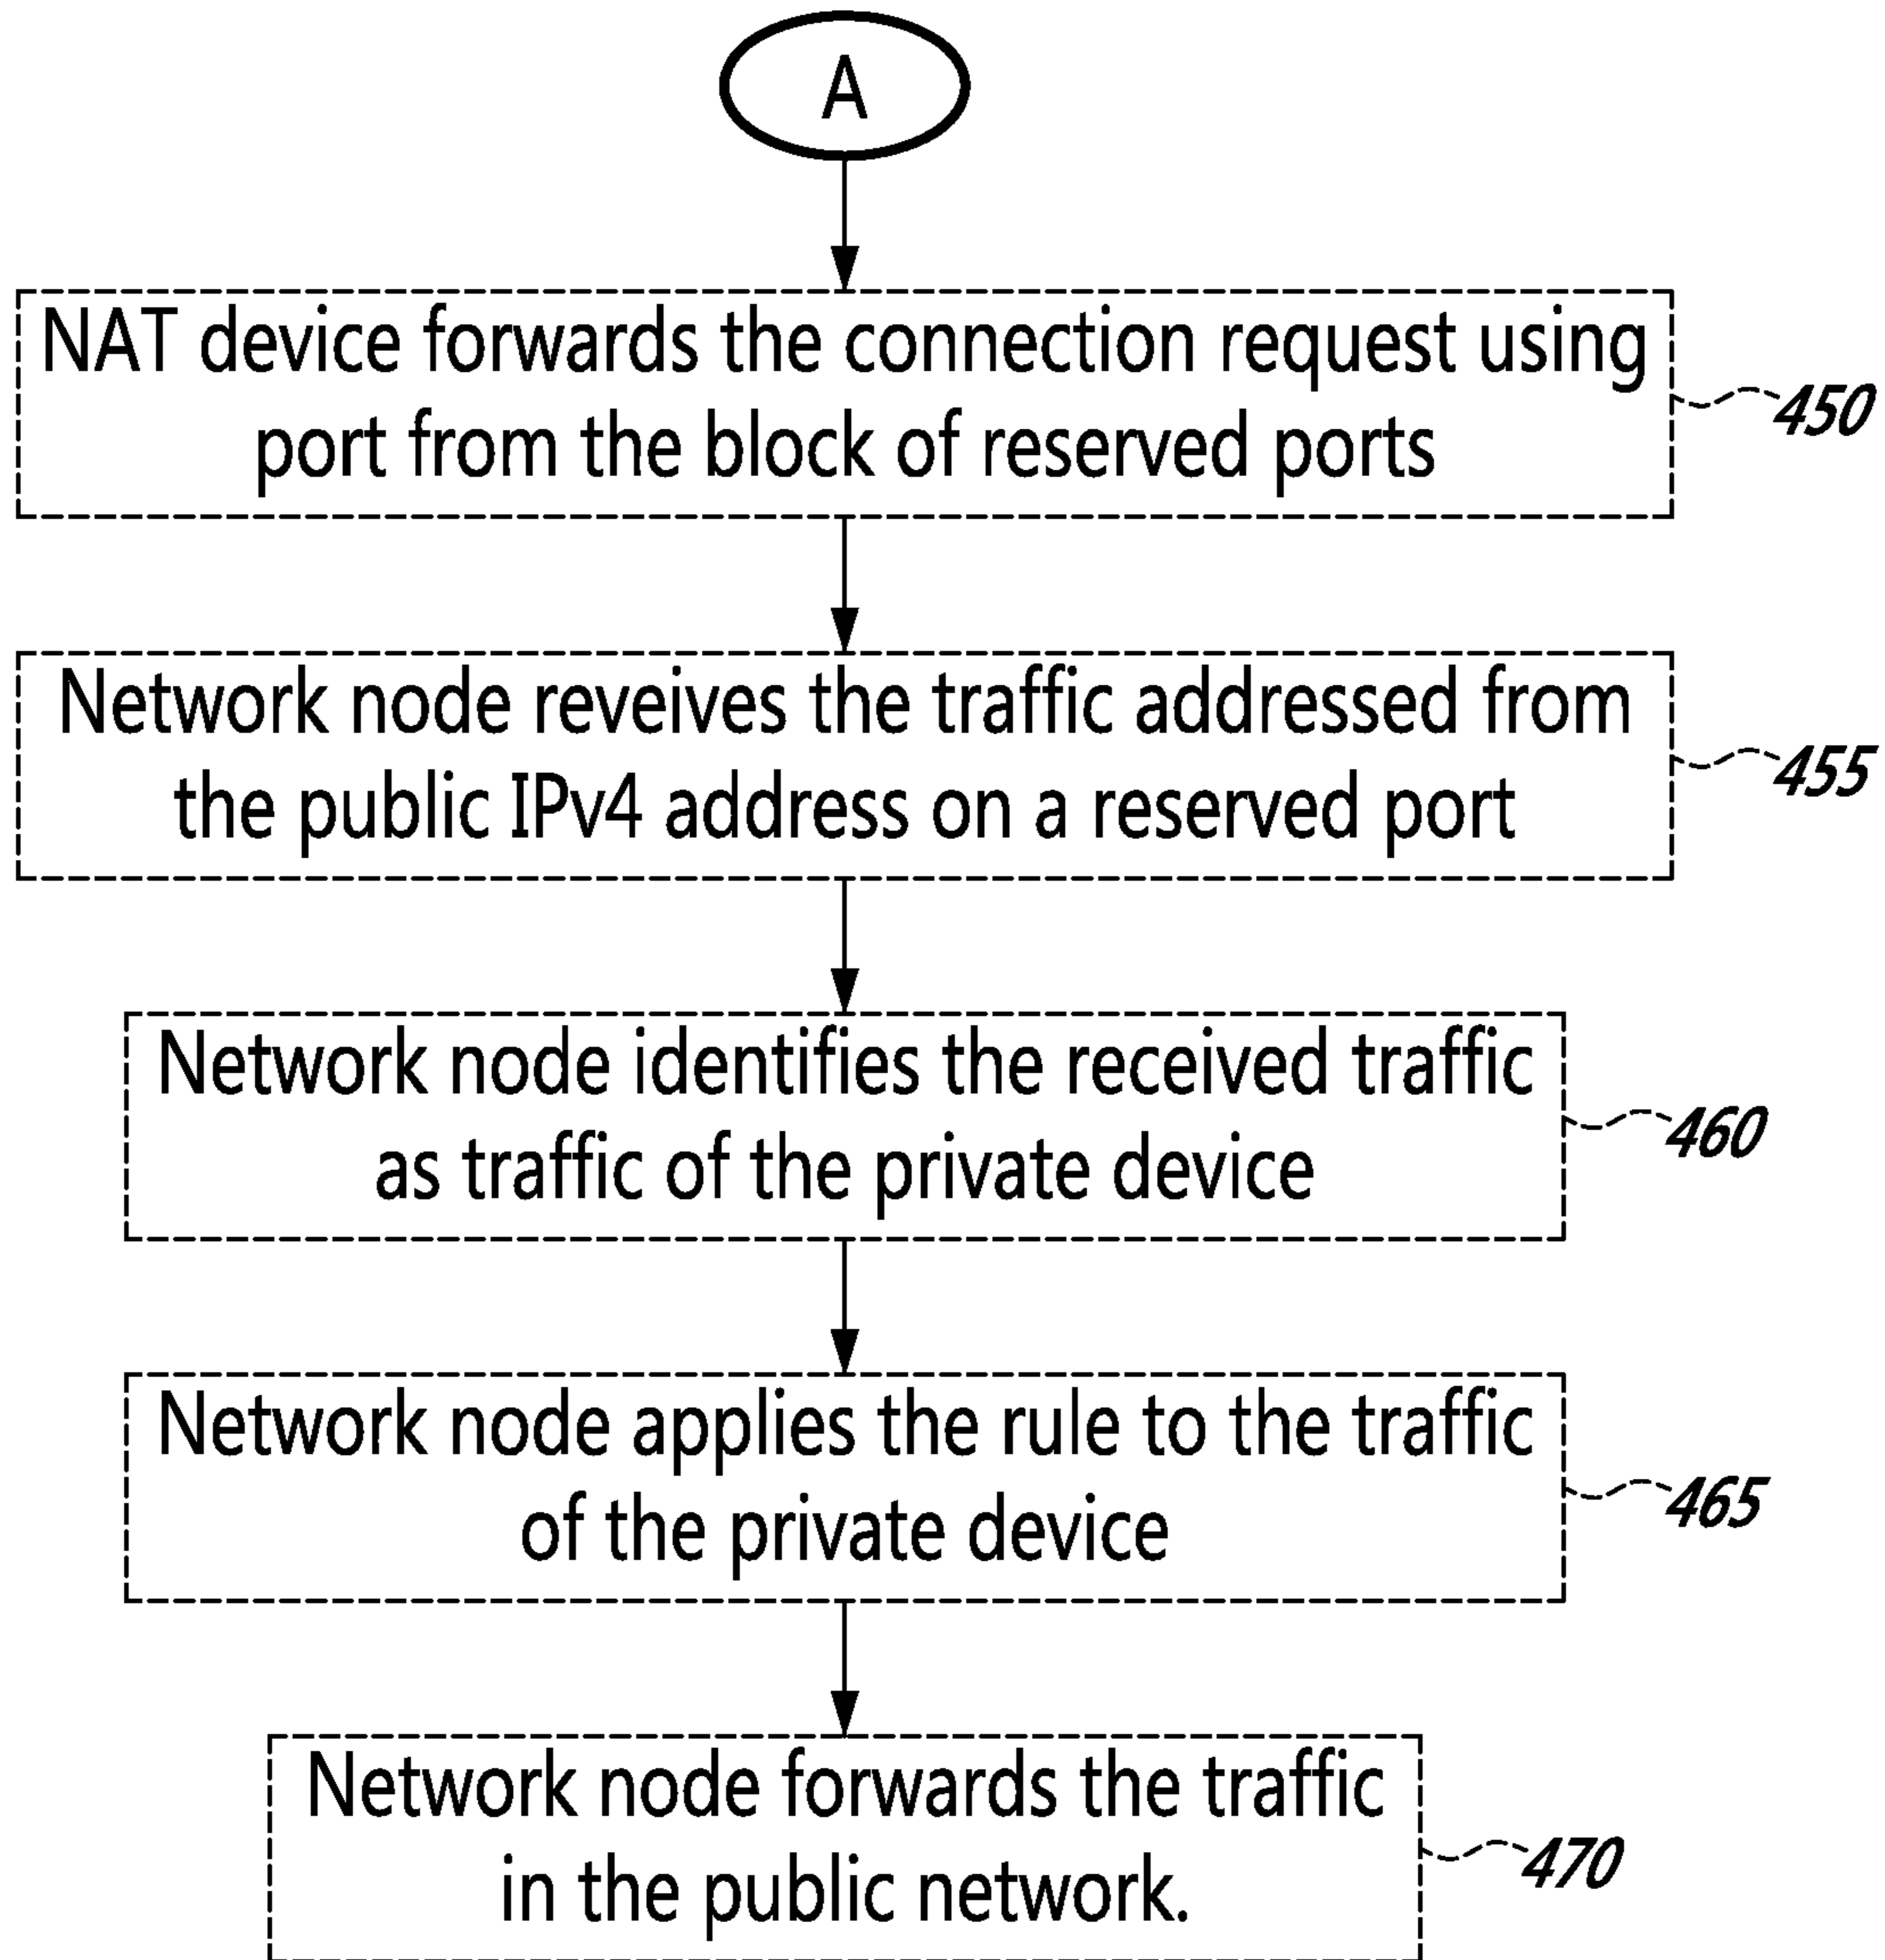 A
NAT device forwards the connection request using
port from the block of reserved ports
450
Network node reveives the traffic addressed from
the public IPv4 address on a reserved port
455
Network node identifies the received traffic
as traffic of the private device
460
Network node applies the rule to the traffic
of the private device
465
Network node forwards the traffic
in the public network.
470